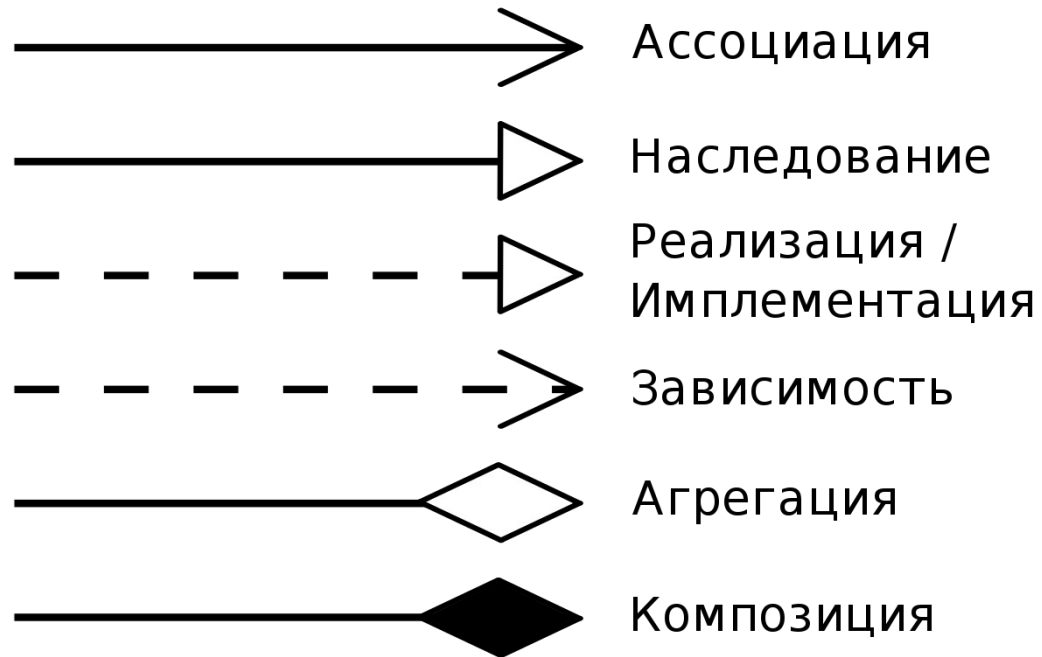 Ассоциация
Наследование
Реализация /
Имплементация
Зависимость
Агрегация
Композиция